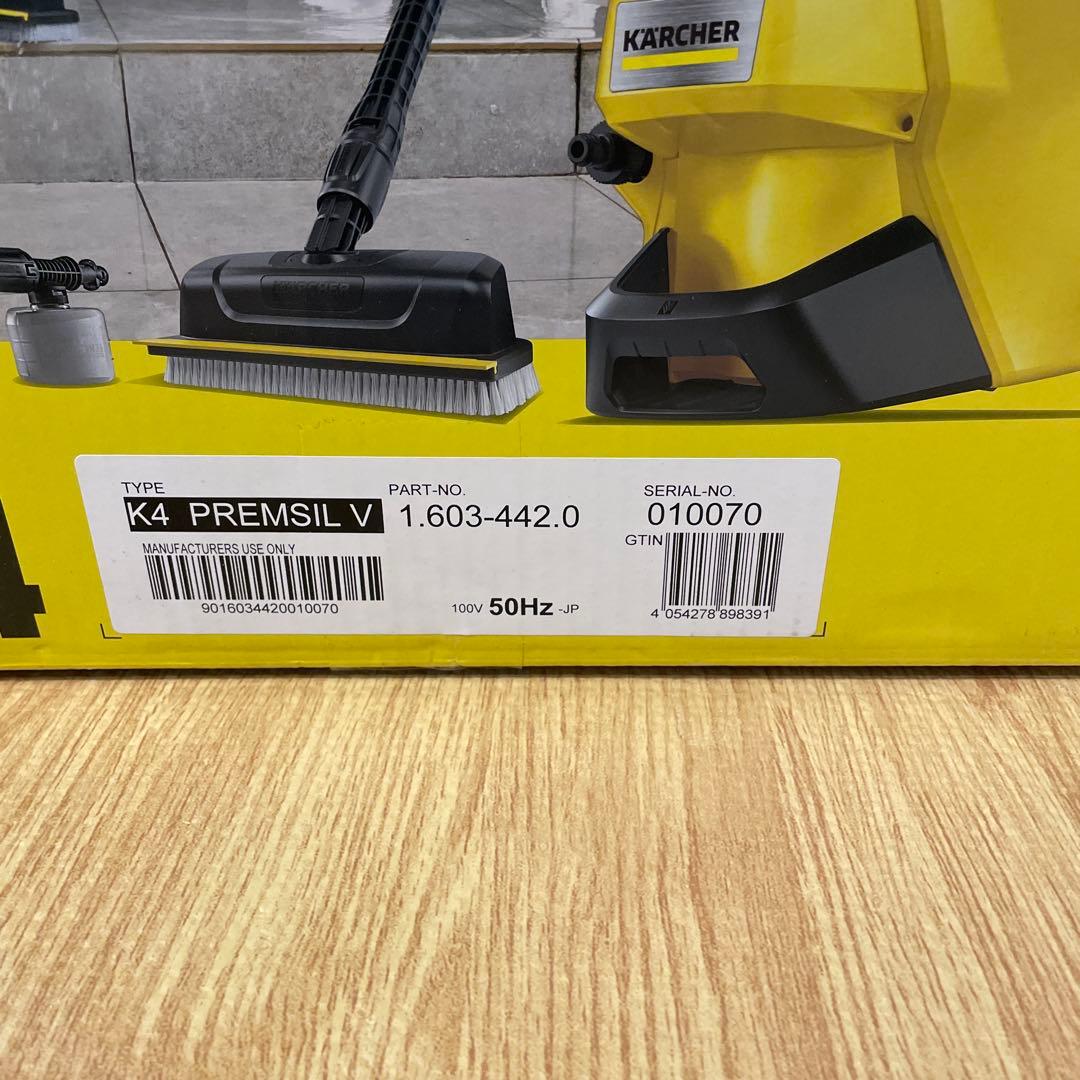 KÄRCHER
KÄRCHER
TYPE
K4 PREMSIL V
PART-NO.
1.603-442.0
SERIAL-NO.
010070
MANUFACTURERS USE ONLY
9016034420010070
100V 50Hz -JP
GTIN
4 054278 898391